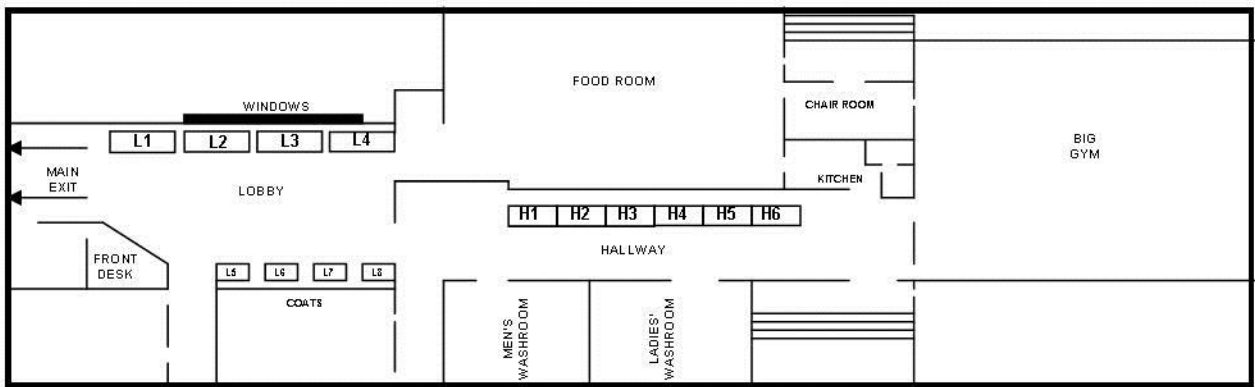 FOOD ROOM
WINDOWS
CHAIR ROOM
L1 L2 L3 L4
BIG
GYM
MAIN
EXIT
LOBBY
KITCHEN
H1 H2 H3 H4 H5 H6
HALLWAY
FRONT
DESK
L5 L6 L7 L8
COATS
MEN'S
WASHROOM
LADIES'
WASHROOM